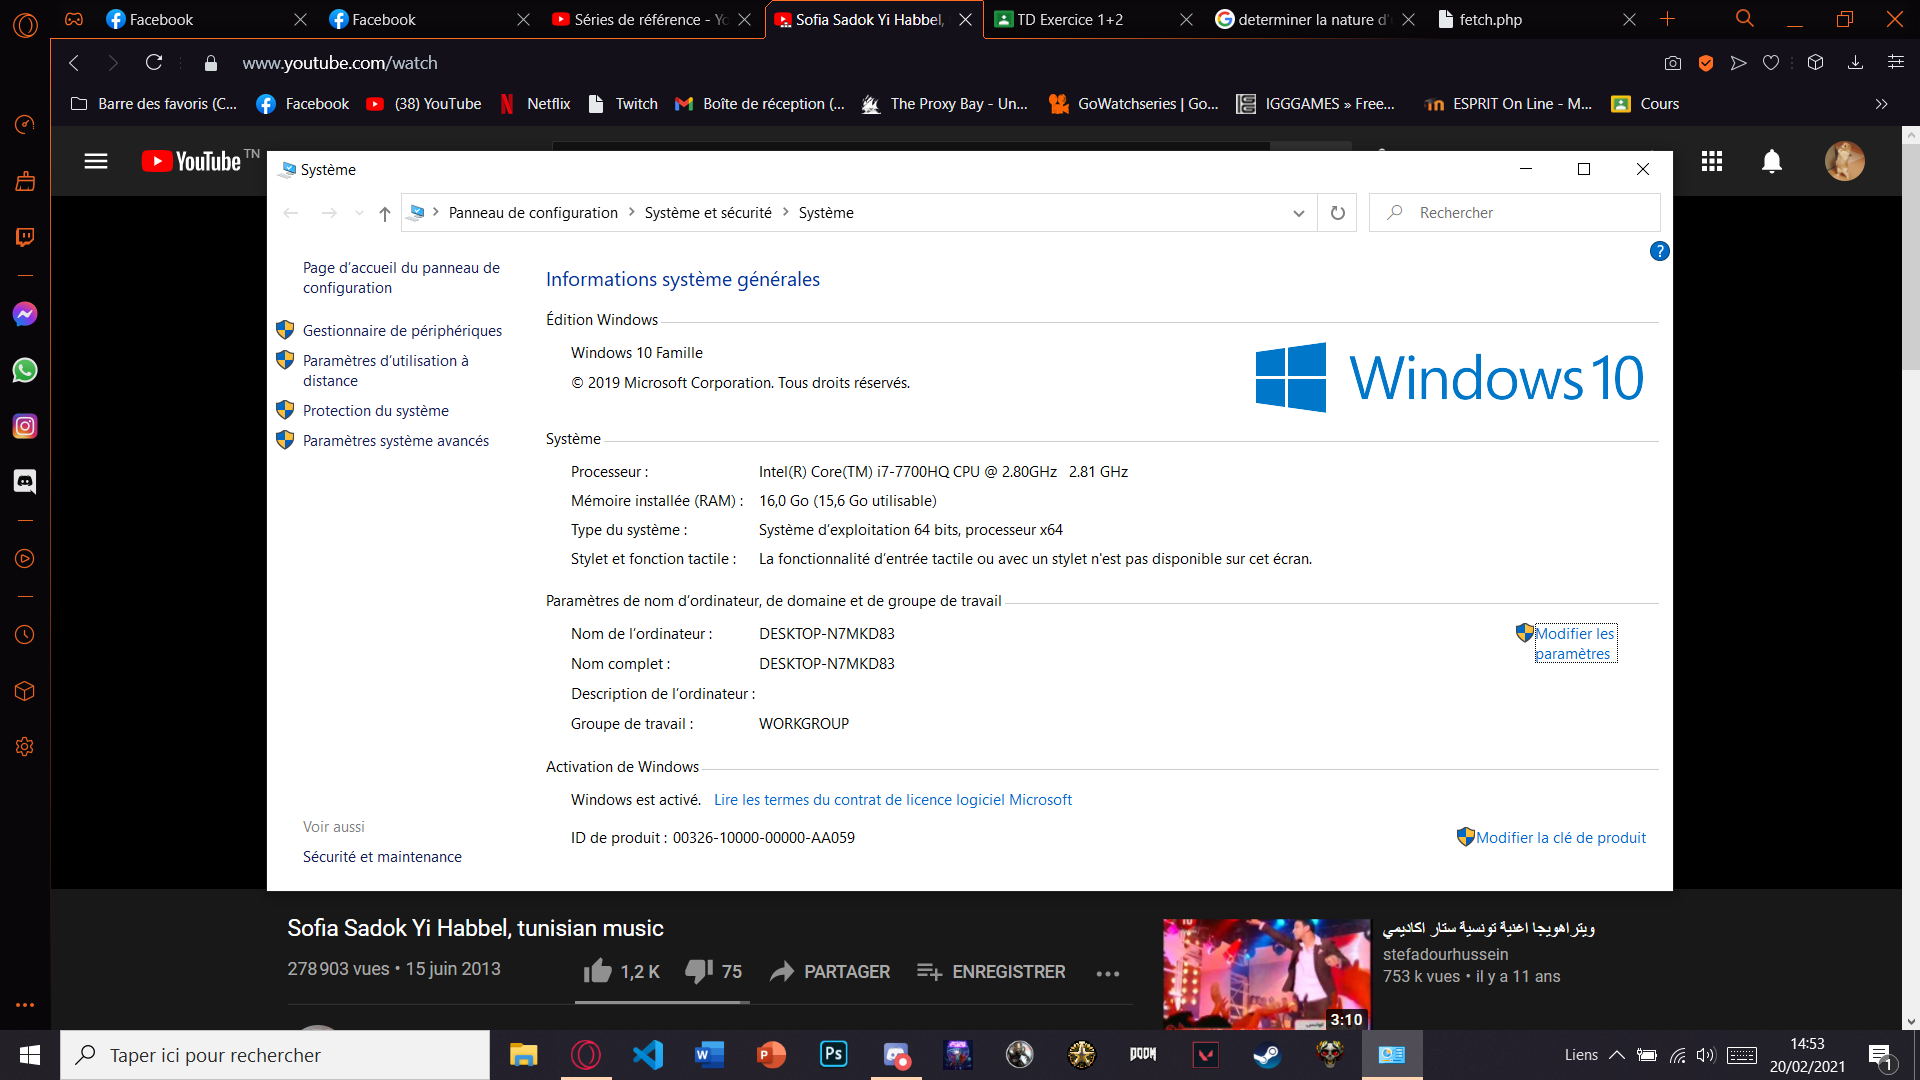 Facebook
Facebook
Séries de référence - Yo
Sofia Sadok Yi Habbel,
TD Exercice 1+2
determiner la nature d'
fetch.php
www.youtube.com/watch
Barre des favoris (C...
Facebook
(38) YouTube
Netflix
Twitch
Boîte de réception (...
The Proxy Bay - Un...
GoWatchseries | Go...
IGGGAMES » Free...
ESPRIT On Line - M...
Cours
YouTube TN
Système
Panneau de configuration > Système et sécurité > Système
Rechercher
Page d'accueil du panneau de
configuration
Gestionnaire de périphériques
Paramètres d'utilisation à
distance
Protection du système
Paramètres système avancés
Voir aussi
Sécurité et maintenance
Informations système générales
Édition Windows
Windows 10 Famille
© 2019 Microsoft Corporation. Tous droits réservés.
Windows 10
Système
Processeur : Intel(R) Core(TM) i7-7700HQ CPU @ 2.80GHz 2.81 GHz
Mémoire installée (RAM) : 16,0 Go (15,6 Go utilisable)
Type du système : Système d'exploitation 64 bits, processeur x64
Stylet et fonction tactile : La fonctionnalité d'entrée tactile ou avec un stylet n'est pas disponible sur cet écran.
Paramètres de nom d'ordinateur, de domaine et de groupe de travail
Nom de l'ordinateur : DESKTOP-N7MKD83
Modifier les
paramètres
Nom complet : DESKTOP-N7MKD83
Description de l'ordinateur :
Groupe de travail : WORKGROUP
Activation de Windows
Windows est activé. Lire les termes du contrat de licence logiciel Microsoft
ID de produit : 00326-10000-00000-AA059
Modifier la clé de produit
Sofia Sadok Yi Habbel, tunisian music
278 903 vues • 15 juin 2013
1,2 K
75
PARTAGER
ENREGISTRER
3:10
ويتراهويجا اغنية تونسية ستار اكاديمي
stefadourhussein
753 k vues • il y a 11 ans
Taper ici pour rechercher
DOOM
Liens
14:53
20/02/2021
1